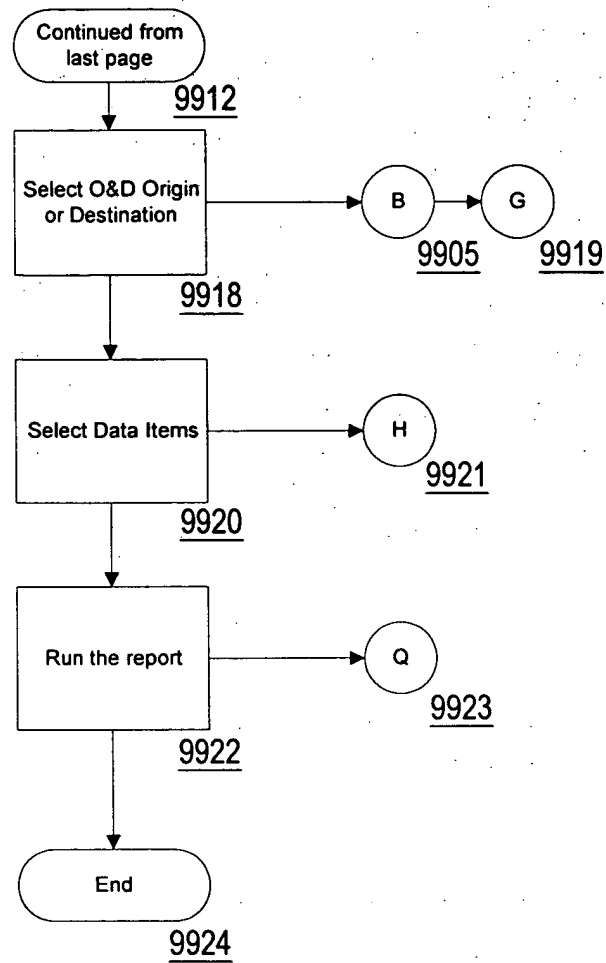 Continued from
last page
9912
Select O&D Origin
or Destination
B
G
9905
9919
9918
Select Data Items
H
9921
9920
Run the report
Q
9923
9922
End
9924